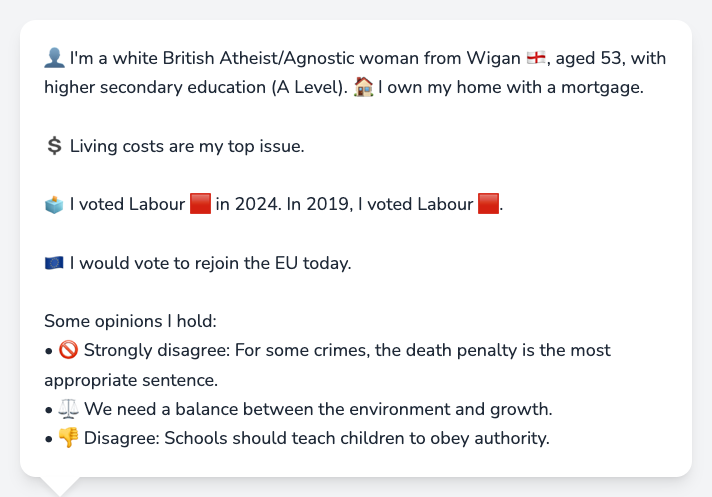 👤 I'm a white British Atheist/Agnostic woman from Wigan 🏴󠁧󠁢󠁥󠁮󠁧󠁿, aged 53, with
higher secondary education (A Level). 🏠 I own my home with a mortgage.
💲 Living costs are my top issue.
🗳️ I voted Labour 🟥 in 2024. In 2019, I voted Labour 🟥.
🇪🇺 I would vote to rejoin the EU today.
Some opinions I hold:
• 🚫 Strongly disagree: For some crimes, the death penalty is the most
appropriate sentence.
• ⚖️ We need a balance between the environment and growth.
• 👎 Disagree: Schools should teach children to obey authority.